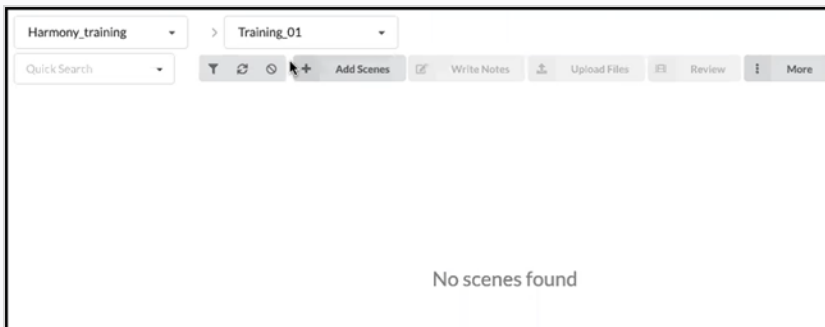 Harmony_training > Training_01
Quick Search Add Scenes Write Notes Upload Files Review More
No scenes found